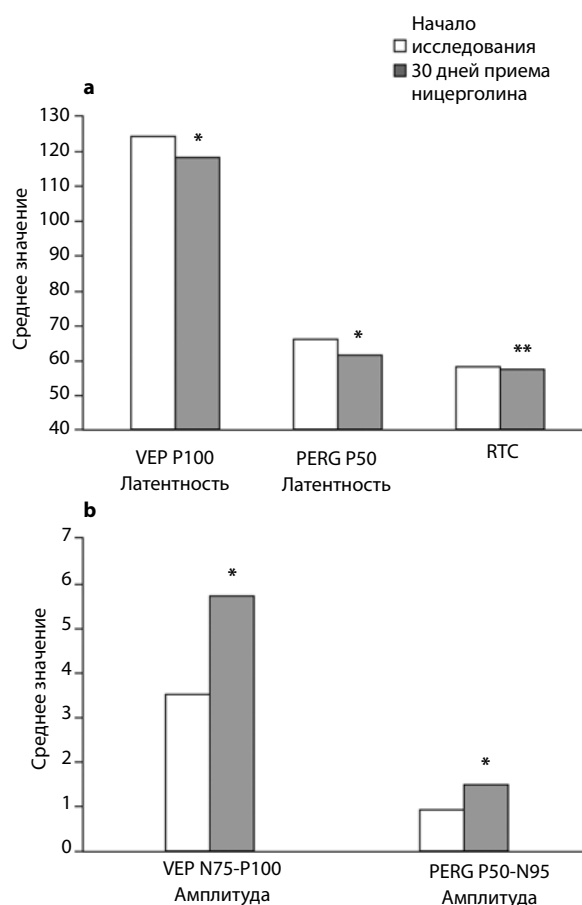 Начало
исследования
30 дней приема
ницерголина
a
Среднее значение
130
120
110
100
90
80
70
60
50
40
*
*
**
VEP P100
Латентность
PERG P50
Латентность
RTC
b
Среднее значение
7
6
5
4
3
2
1
0
*
*
VEP N75-P100
Амплитуда
PERG P50-N95
Амплитуда